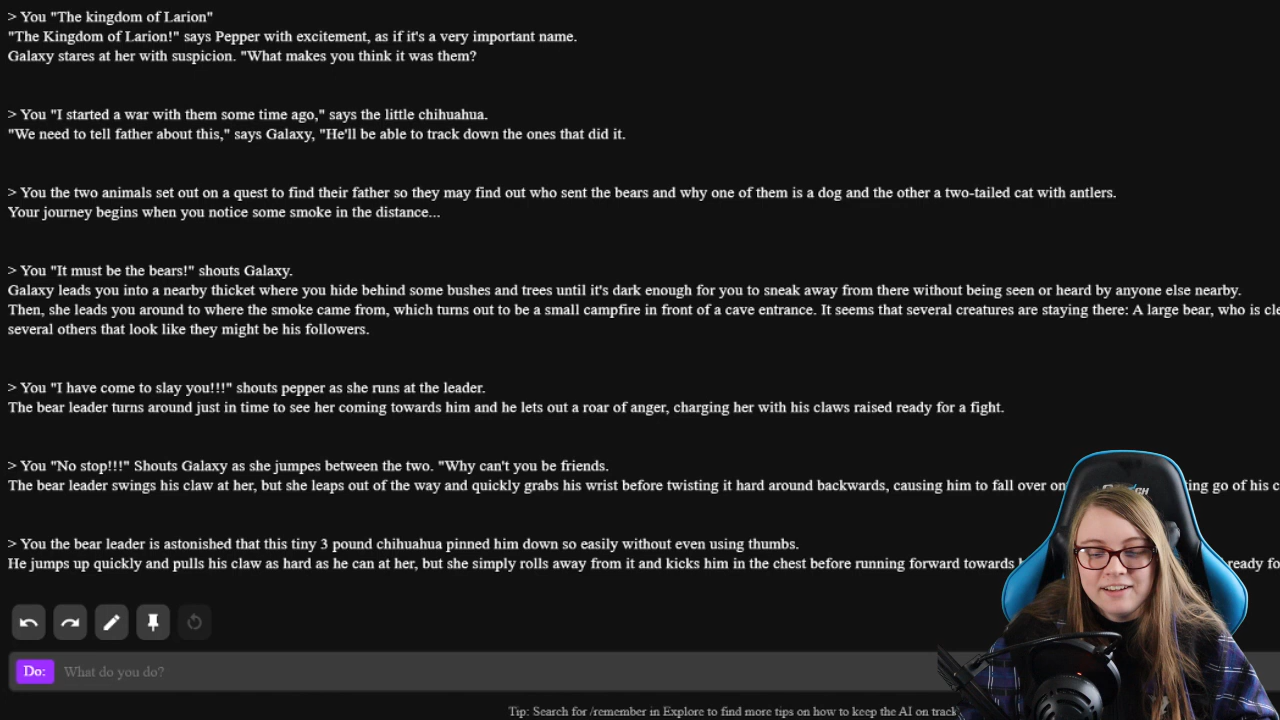 > You "The kingdom of Larion"
"The Kingdom of Larion!" says Pepper with excitement, as if it's a very important name.
Galaxy stares at her with suspicion. "What makes you think it was them?
> You "I started a war with them some time ago," says the little chihuahua.
"We need to tell father about this," says Galaxy, "He'll be able to track down the ones that did it.
> You the two animals set out on a quest to find their father so they may find out who sent the bears and why one of them is a dog and the other a two-tailed cat with antlers.
Your journey begins when you notice some smoke in the distance...
> You "It must be the bears!" shouts Galaxy.
Galaxy leads you into a nearby thicket where you hide behind some bushes and trees until it's dark enough for you to sneak away from there without being seen or heard by anyone else nearby.
Then, she leads you around to where the smoke came from, which turns out to be a small campfire in front of a cave entrance. It seems that several creatures are staying there: A large bear, who is
several others that look like they might be his followers.
> You "I have come to slay you!!!" shouts pepper as she runs at the leader.
The bear leader turns around just in time to see her coming towards him and he lets out a roar of anger, charging her with his claws raised ready for a fight.
> You "No stop!!!" Shouts Galaxy as she jumpes between the two. "Why can't you be friends.
The bear leader swings his claw at her, but she leaps out of the way and quickly grabs his wrist before twisting it hard around backwards, causing him to fall over go of his
> You the bear leader is astonished that this tiny 3 pound chihuahua pinned him down so easily without even using thumbs.
He jumps up quickly and pulls his claw as hard as he can at her, but she simply rolls away from it and kicks him in the chest before running forward towards ready
Do: What do you do?
Tip: Search for /remember in Explore to find more tips on how to keep the AI on track